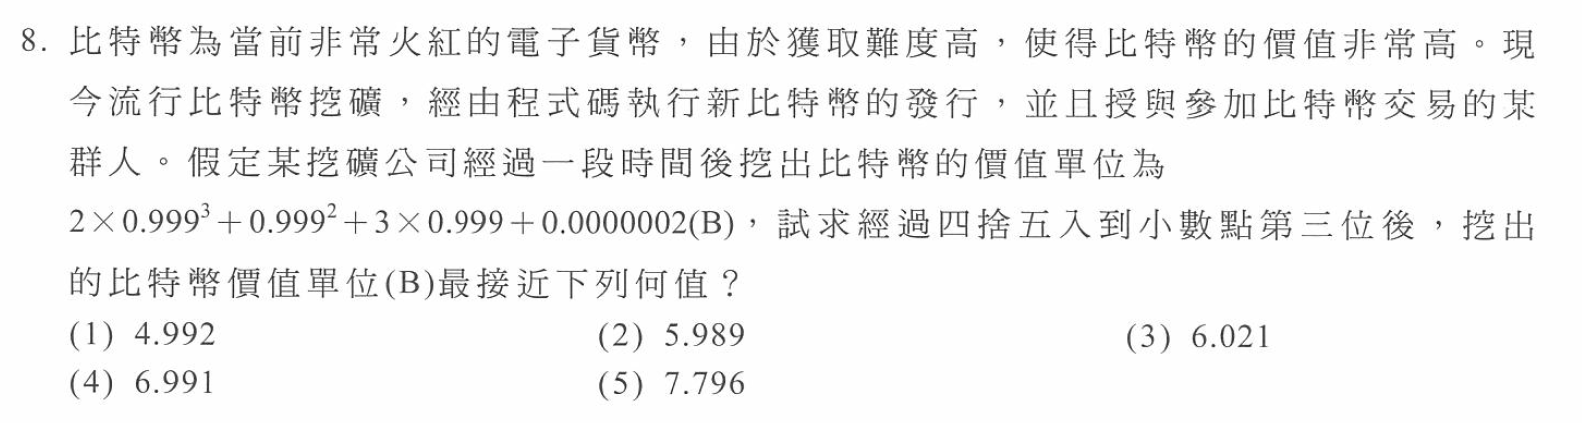 8. 比特幣為當前非常火紅的電子貨幣，由於獲取難度高，使得比特幣的價值非常高。現
今流行比特幣挖礦，經由程式碼執行新比特幣的發行，並且授與參加比特幣交易的某
群人。假定某挖礦公司經過一段時間後挖出比特幣的價值單位為
2×0.999³+0.999²+3×0.999+0.0000002(B)，試求經過四捨五入到小數點第三位後，挖出
的比特幣價值單位(B)最接近下列何值？
(1) 4.992 (2) 5.989 (3) 6.021
(4) 6.991 (5) 7.796